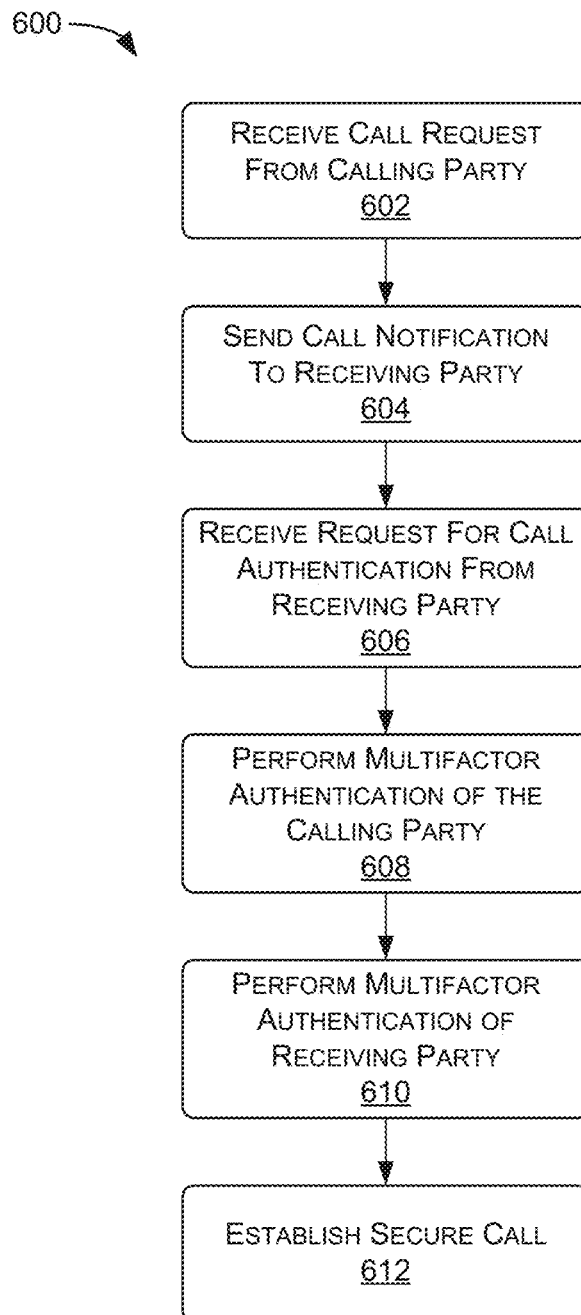 600
RECEIVE CALL REQUEST
FROM CALLING PARTY
602
SEND CALL NOTIFICATION
TO RECEIVING PARTY
604
RECEIVE REQUEST FOR CALL
AUTHENTICATION FROM
RECEIVING PARTY
606
PERFORM MULTIFACTOR
AUTHENTICATION OF THE
CALLING PARTY
608
PERFORM MULTIFACTOR
AUTHENTICATION OF
RECEIVING PARTY
610
ESTABLISH SECURE CALL
612